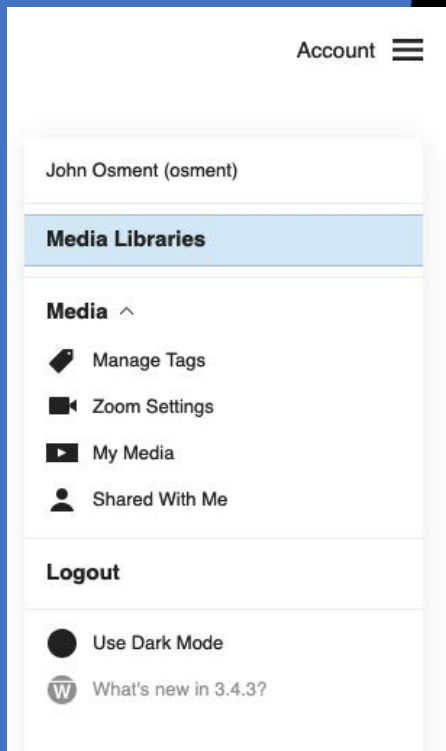 Account
John Osment (osment)
Media Libraries
Media
Manage Tags
Zoom Settings
My Media
Shared With Me
Logout
Use Dark Mode
W What's new in 3.4.3?